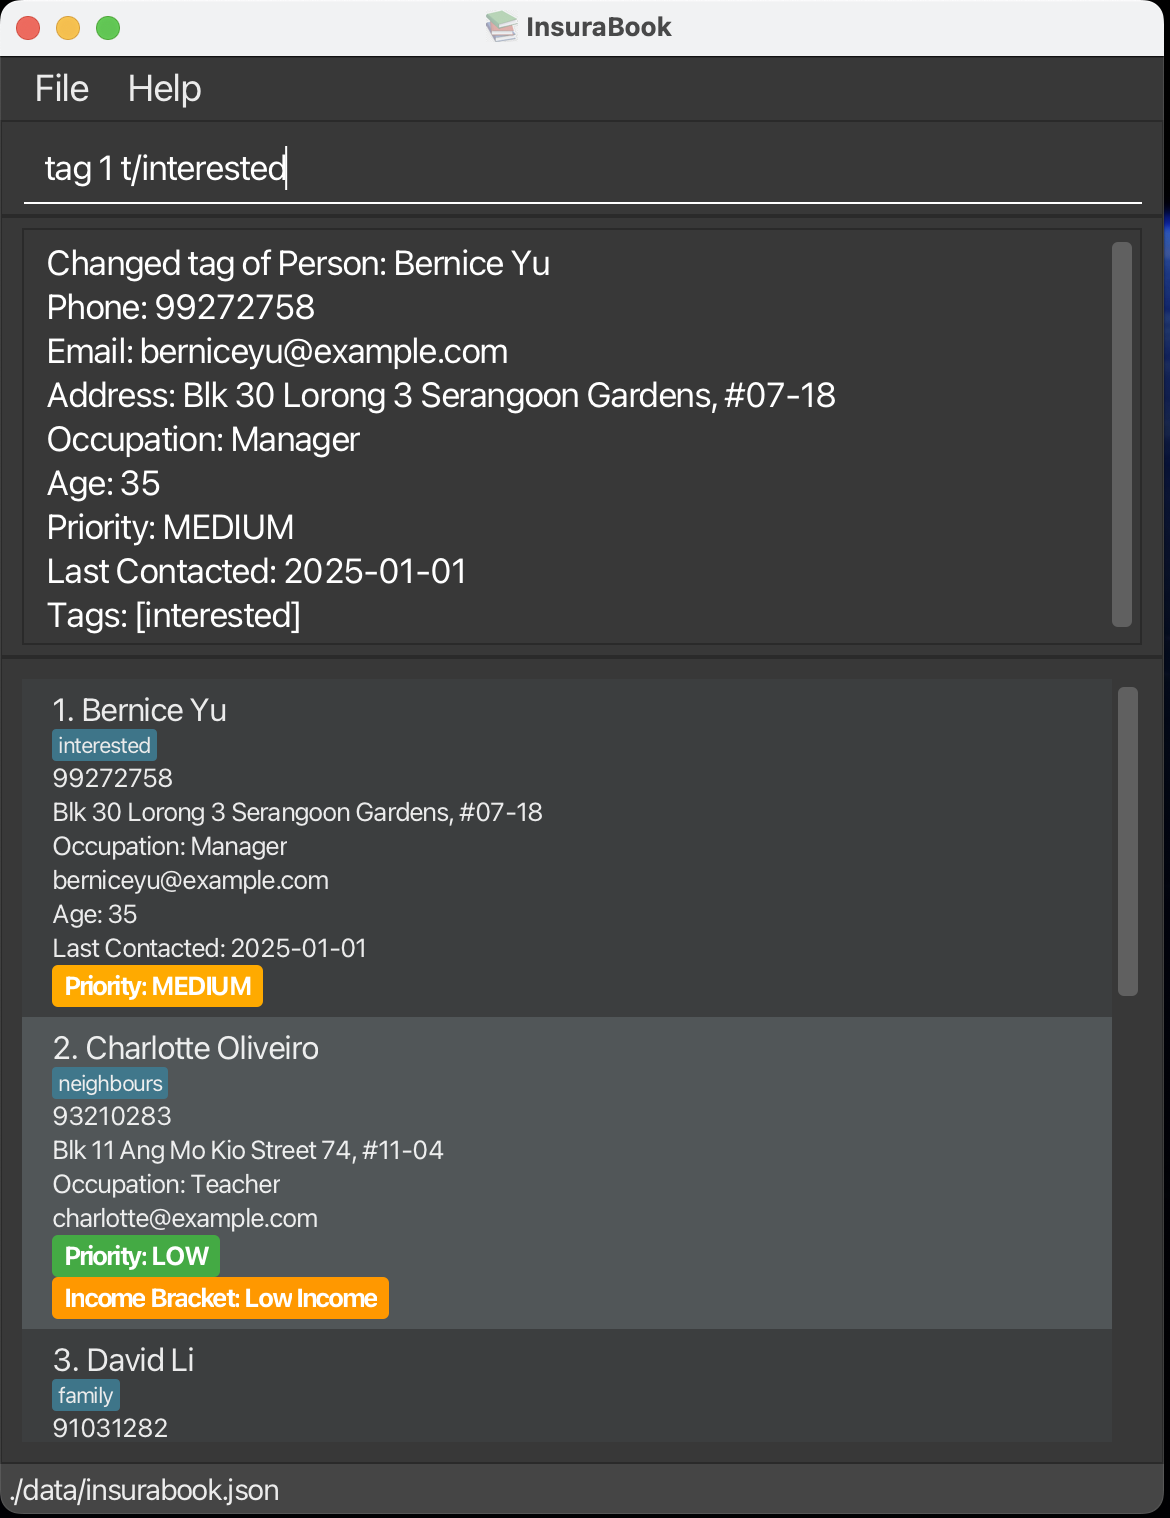 InsuraBook
File Help
tag 1 t/interested
Changed tag of Person: Bernice Yu
Phone: 99272758
Email: berniceyu@example.com
Address: Blk 30 Lorong 3 Serangoon Gardens, #07-18
Occupation: Manager
Age: 35
Priority: MEDIUM
Last Contacted: 2025-01-01
Tags: [interested]
1. Bernice Yu
interested
99272758
Blk 30 Lorong 3 Serangoon Gardens, #07-18
Occupation: Manager
berniceyu@example.com
Age: 35
Last Contacted: 2025-01-01
Priority: MEDIUM
2. Charlotte Oliveiro
neighbours
93210283
Blk 11 Ang Mo Kio Street 74, #11-04
Occupation: Teacher
charlotte@example.com
Priority: LOW
Income Bracket: Low Income
3. David Li
family
91031282
./data/insurabook.json